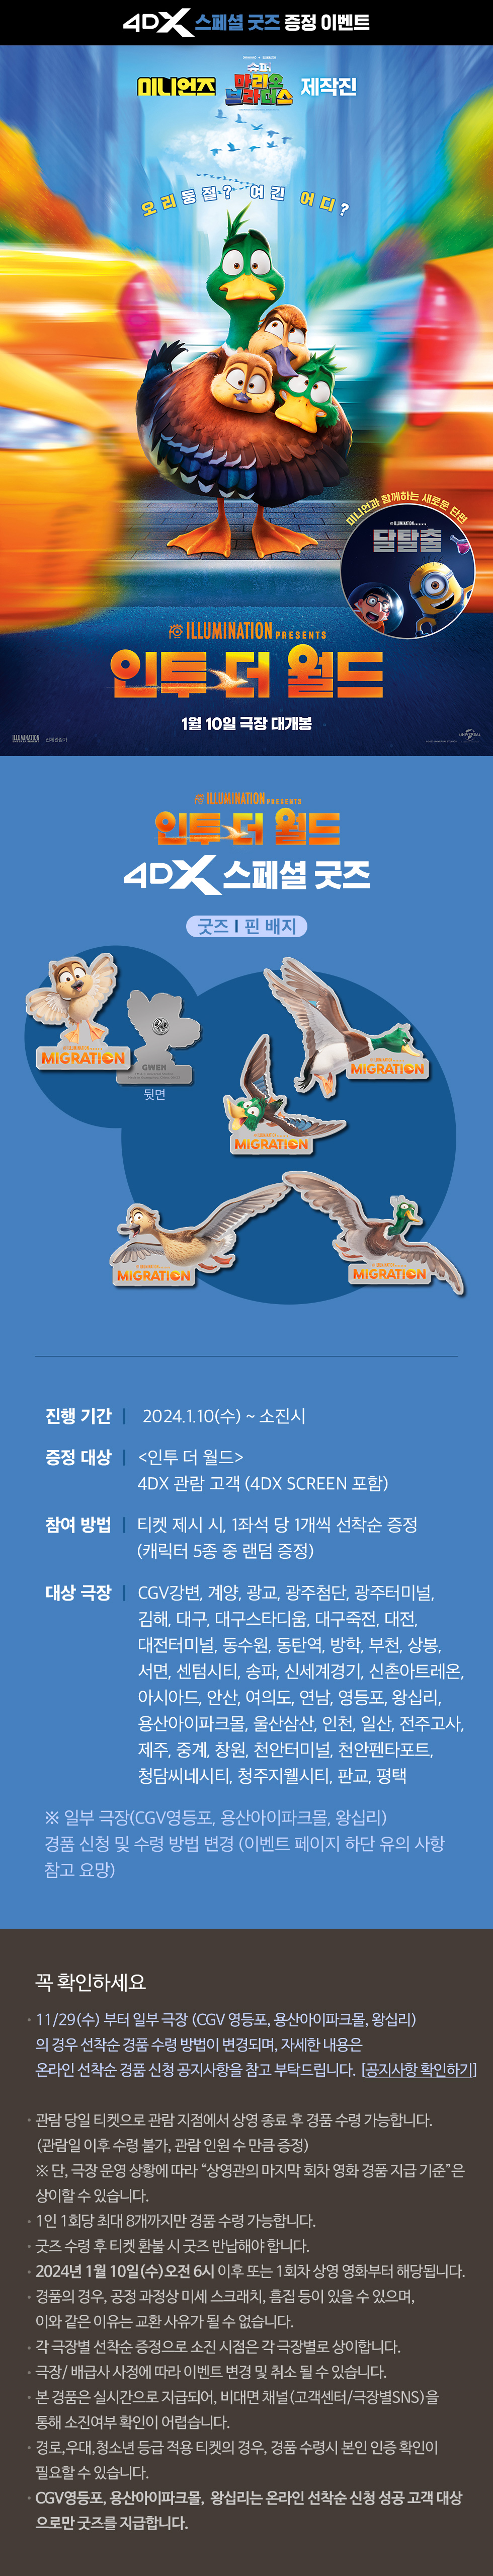 4DX 스페셜 굿즈 증정 이벤트
미니언즈 슈퍼 마리오 브라더스 제작진
오리둥절? 여긴 어디?
미니언과 함께하는 새로운 단편
ILLUMINATION PRESENTS
달탈출
ILLUMINATION PRESENTS
인투 더 월드
1월 10일 극장 대개봉
ILLUMINATION 전체관람가 UNIVERSAL
ILLUMINATION PRESENTS
인투 더 월드
4DX 스페셜 굿즈
굿즈 I 핀 배지
MIGRATION
GWEN
뒷면
MIGRATION
MIGRATION
MIGRATION
MIGRATION
진행 기간 | 2024.1.10(수) ~ 소진시
증정 대상 | <인투 더 월드>
4DX 관람 고객 (4DX SCREEN 포함)
참여 방법 | 티켓 제시 시, 1좌석 당 1개씩 선착순 증정
(캐릭터 5종 중 랜덤 증정)
대상 극장 | CGV강변, 계양, 광교, 광주첨단, 광주터미널,
김해, 대구, 대구스타디움, 대구죽전, 대전,
대전터미널, 동수원, 동탄역, 방학, 부천, 상봉,
서면, 센텀시티, 송파, 신세계경기, 신촌아트레온,
아시아드, 안산, 여의도, 연남, 영등포, 왕십리,
용산아이파크몰, 울산삼산, 인천, 일산, 전주고사,
제주, 중계, 창원, 천안터미널, 천안펜타포트,
청담씨네시티, 청주지웰시티, 판교, 평택
※ 일부 극장(CGV영등포, 용산아이파크몰, 왕십리)
경품 신청 및 수령 방법 변경 (이벤트 페이지 하단 유의 사항
참고 요망)
꼭 확인하세요
· 11/29(수) 부터 일부 극장 (CGV 영등포, 용산아이파크몰, 왕십리)
의 경우 선착순 경품 수령 방법이 변경되며, 자세한 내용은
온라인 선착순 경품 신청 공지사항을 참고 부탁드립니다. [공지사항 확인하기]
· 관람 당일 티켓으로 관람 지점에서 상영 종료 후 경품 수령 가능합니다.
(관람일 이후 수령 불가, 관람 인원 수 만큼 증정)
※ 단, 극장 운영 상황에 따라 “상영관의 마지막 회차 영화 경품 지급 기준”은
상이할 수 있습니다.
· 1인 1회당 최대 8개까지만 경품 수령 가능합니다.
· 굿즈 수령 후 티켓 환불 시 굿즈 반납해야 합니다.
· 2024년 1월 10일(수)오전 6시 이후 또는 1회차 상영 영화부터 해당됩니다.
· 경품의 경우, 공정 과정상 미세 스크래치, 흠집 등이 있을 수 있으며,
이와 같은 이유는 교환 사유가 될 수 없습니다.
· 각 극장별 선착순 증정으로 소진 시점은 각 극장별로 상이합니다.
· 극장/ 배급사 사정에 따라 이벤트 변경 및 취소 될 수 있습니다.
· 본 경품은 실시간으로 지급되어, 비대면 채널(고객센터/극장별SNS)을
통해 소진여부 확인이 어렵습니다.
· 경로,우대,청소년 등급 적용 티켓의 경우, 경품 수령시 본인 인증 확인이
필요할 수 있습니다.
· CGV영등포, 용산아이파크몰, 왕십리는 온라인 선착순 신청 성공 고객 대상
으로만 굿즈를 지급합니다.